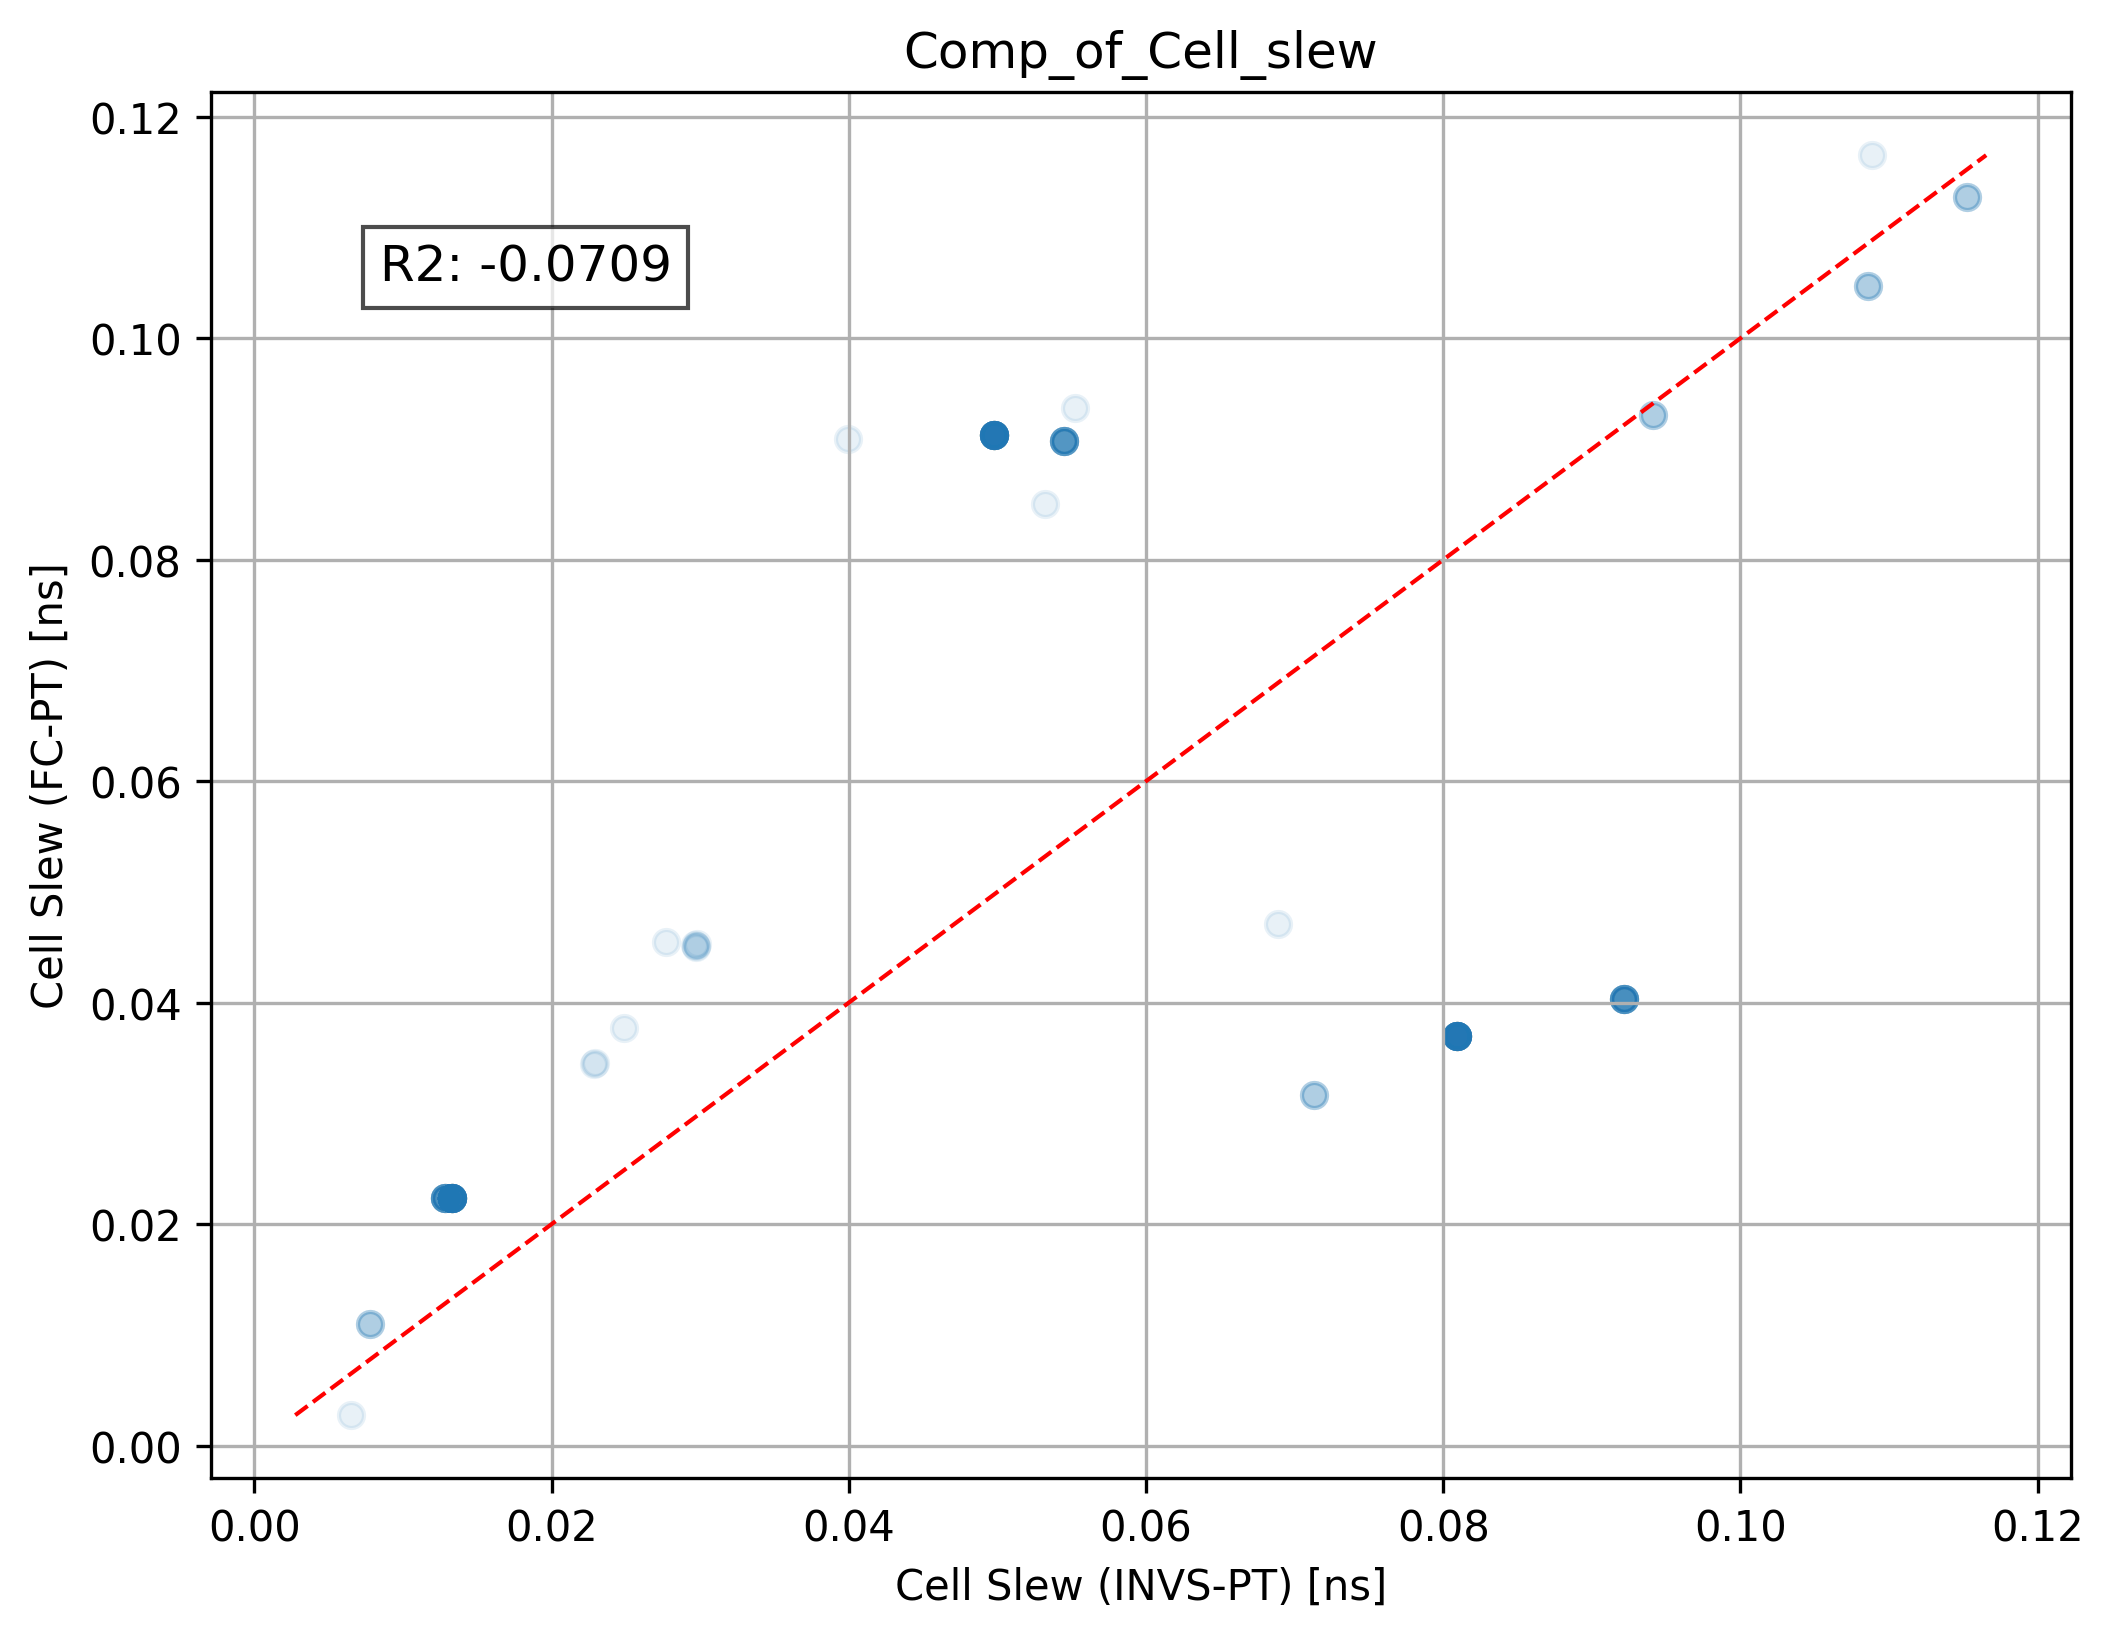 Comp_of_Cell_slew
0.12
0.10
0.08
0.06
0.04
0.02
0.00
R2: -0.0709
Cell Slew (FC-PT) [ns]
0.00 0.02 0.04 0.06 0.08 0.10 0.12
Cell Slew (INVS-PT) [ns]